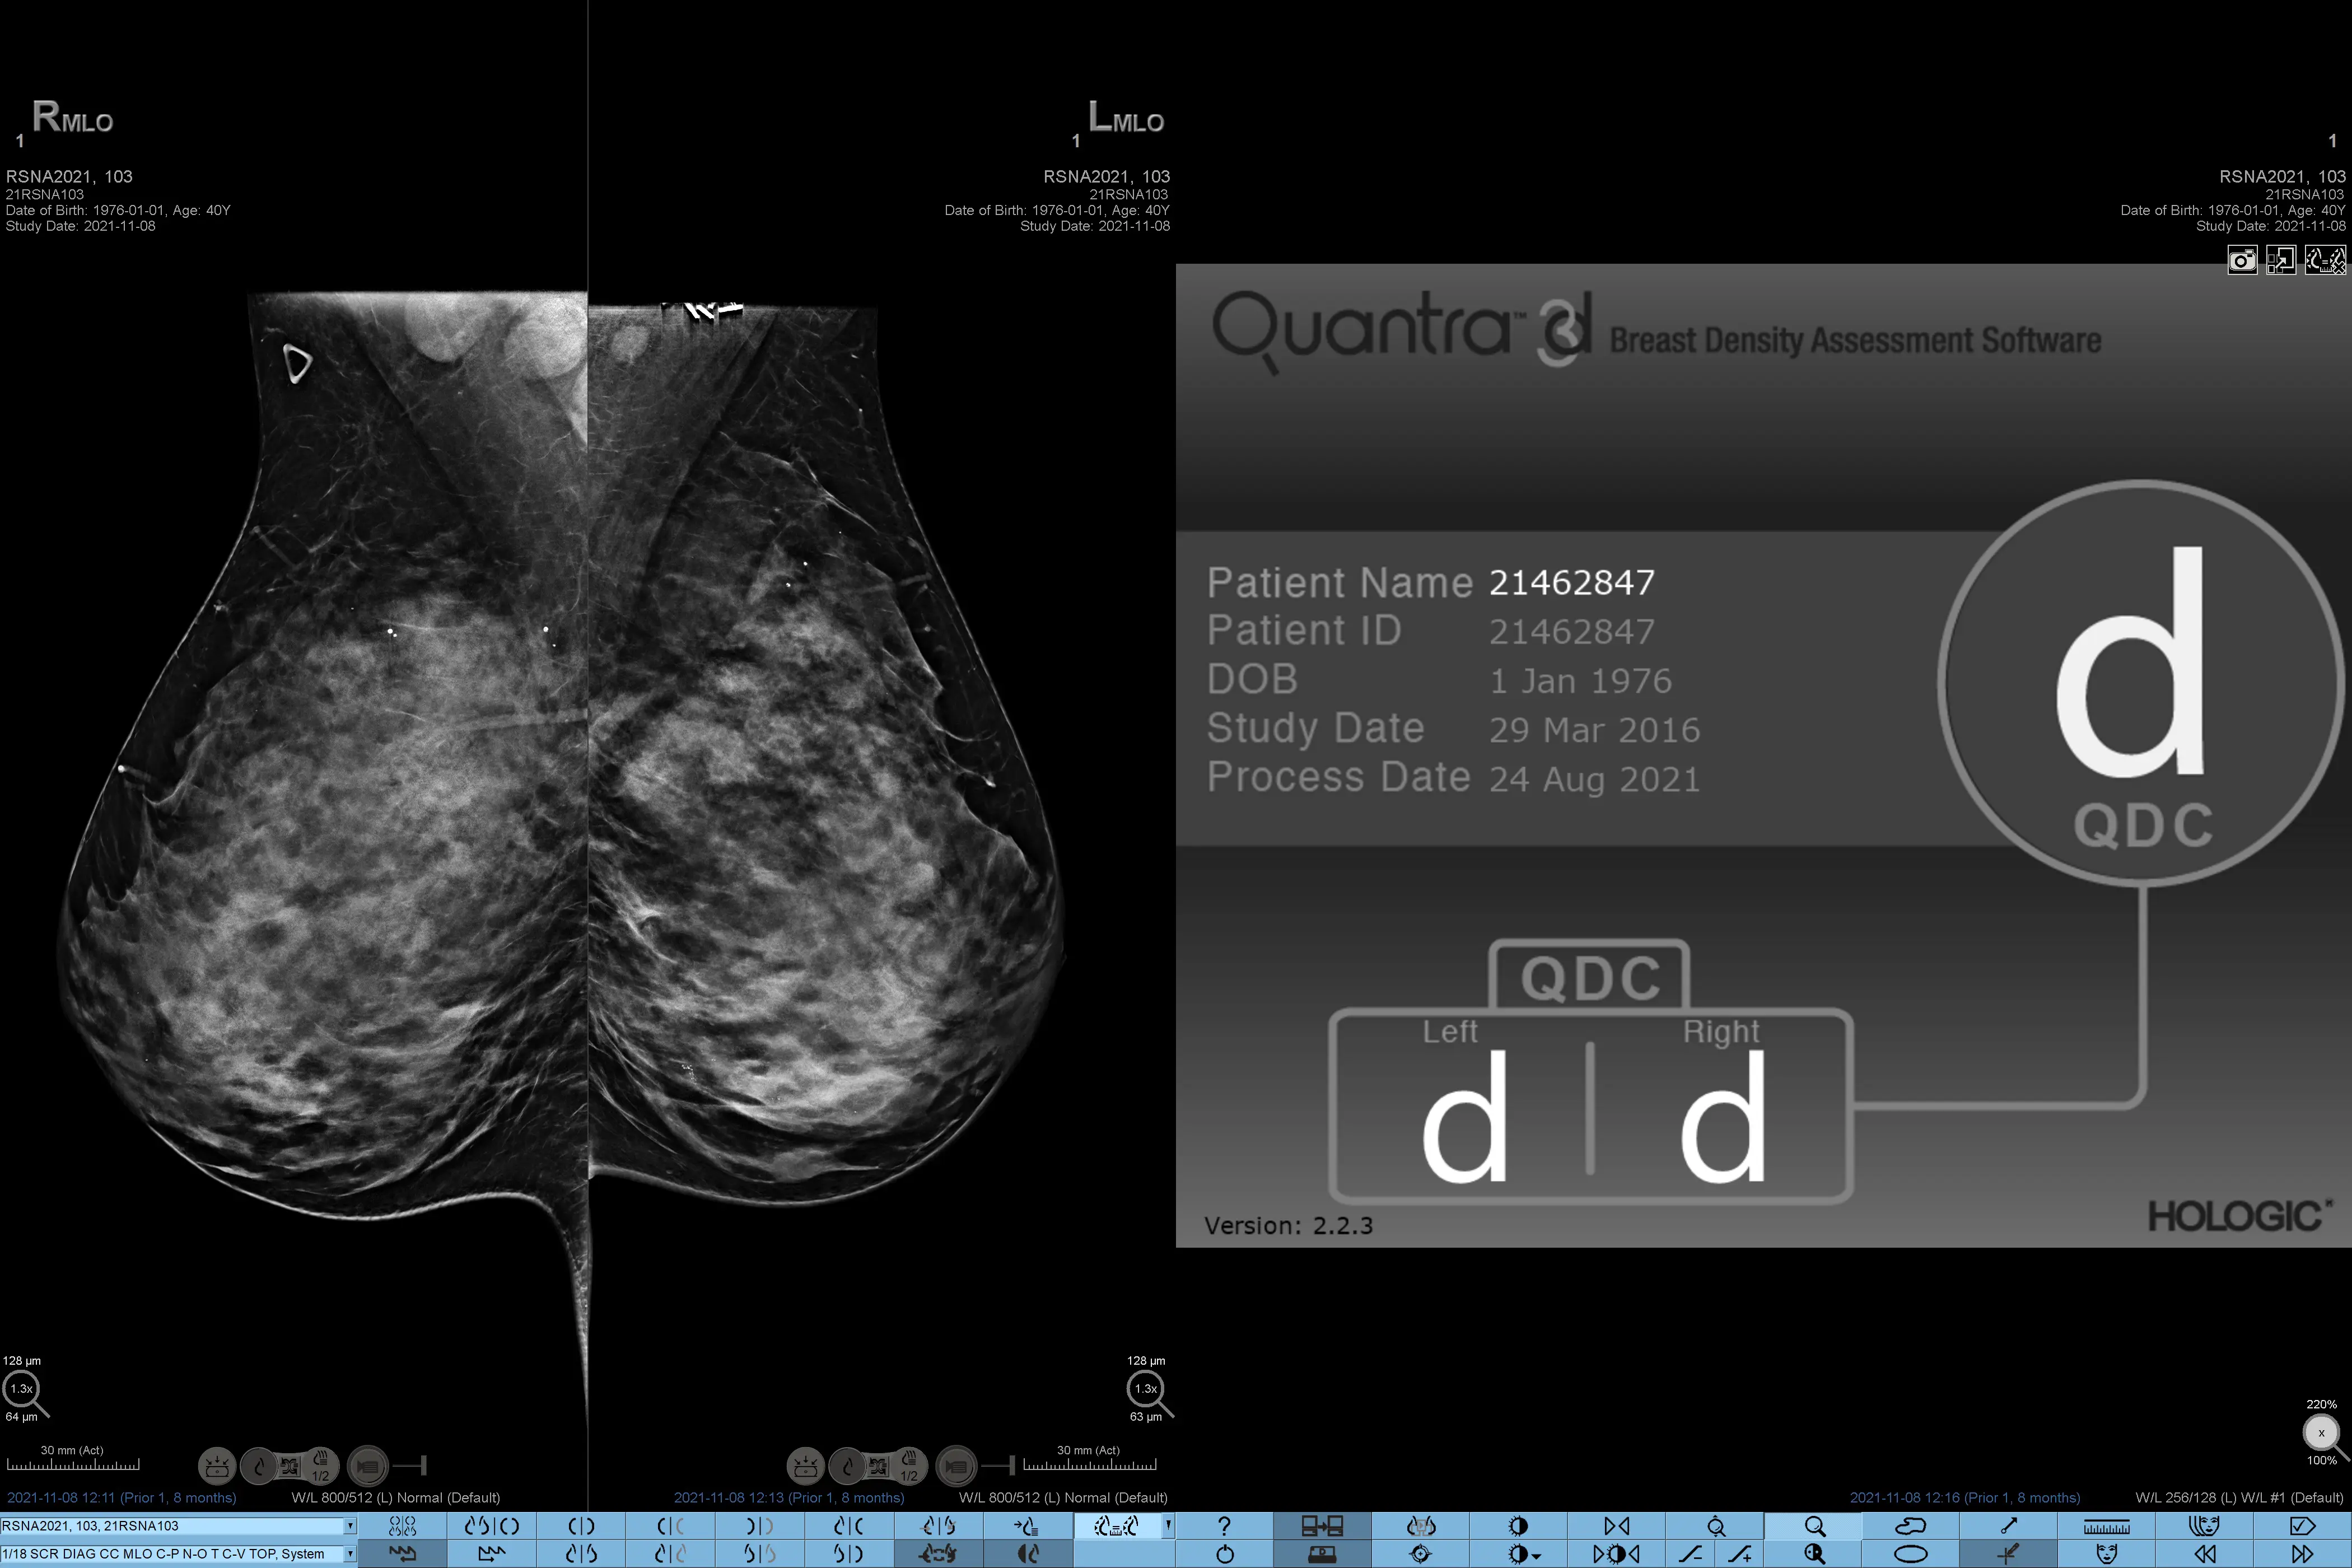 RMLO
1
RSNA2021, 103
21RSNA103
Date of Birth: 1976-01-01, Age: 40Y
Study Date: 2021-11-08
LMLO
1
RSNA2021, 103
21RSNA103
Date of Birth: 1976-01-01, Age: 40Y
Study Date: 2021-11-08
1
RSNA2021, 103
21RSNA103
Date of Birth: 1976-01-01, Age: 40Y
Study Date: 2021-11-08
Quantra™ 3d Breast Density Assessment Software
Patient Name 21462847
Patient ID 21462847
DOB 1 Jan 1976
Study Date 29 Mar 2016
Process Date 24 Aug 2021
d
QDC
QDC
Left Right
d d
Version: 2.2.3
HOLOGIC
128 µm
1.3x
64 µm
30 mm (Act)
1/2
2021-11-08 12:11 (Prior 1, 8 months) W/L 800/512 (L) Normal (Default)
128 µm
1.3x
63 µm
30 mm (Act)
1/2
2021-11-08 12:13 (Prior 1, 8 months) W/L 800/512 (L) Normal (Default)
220%
x
100%
2021-11-08 12:16 (Prior 1, 8 months) W/L 256/128 (L) W/L #1 (Default)
RSNA2021, 103, 21RSNA103
?
1/18 SCR DIAG CC MLO C-P N-O T C-V TOP, System